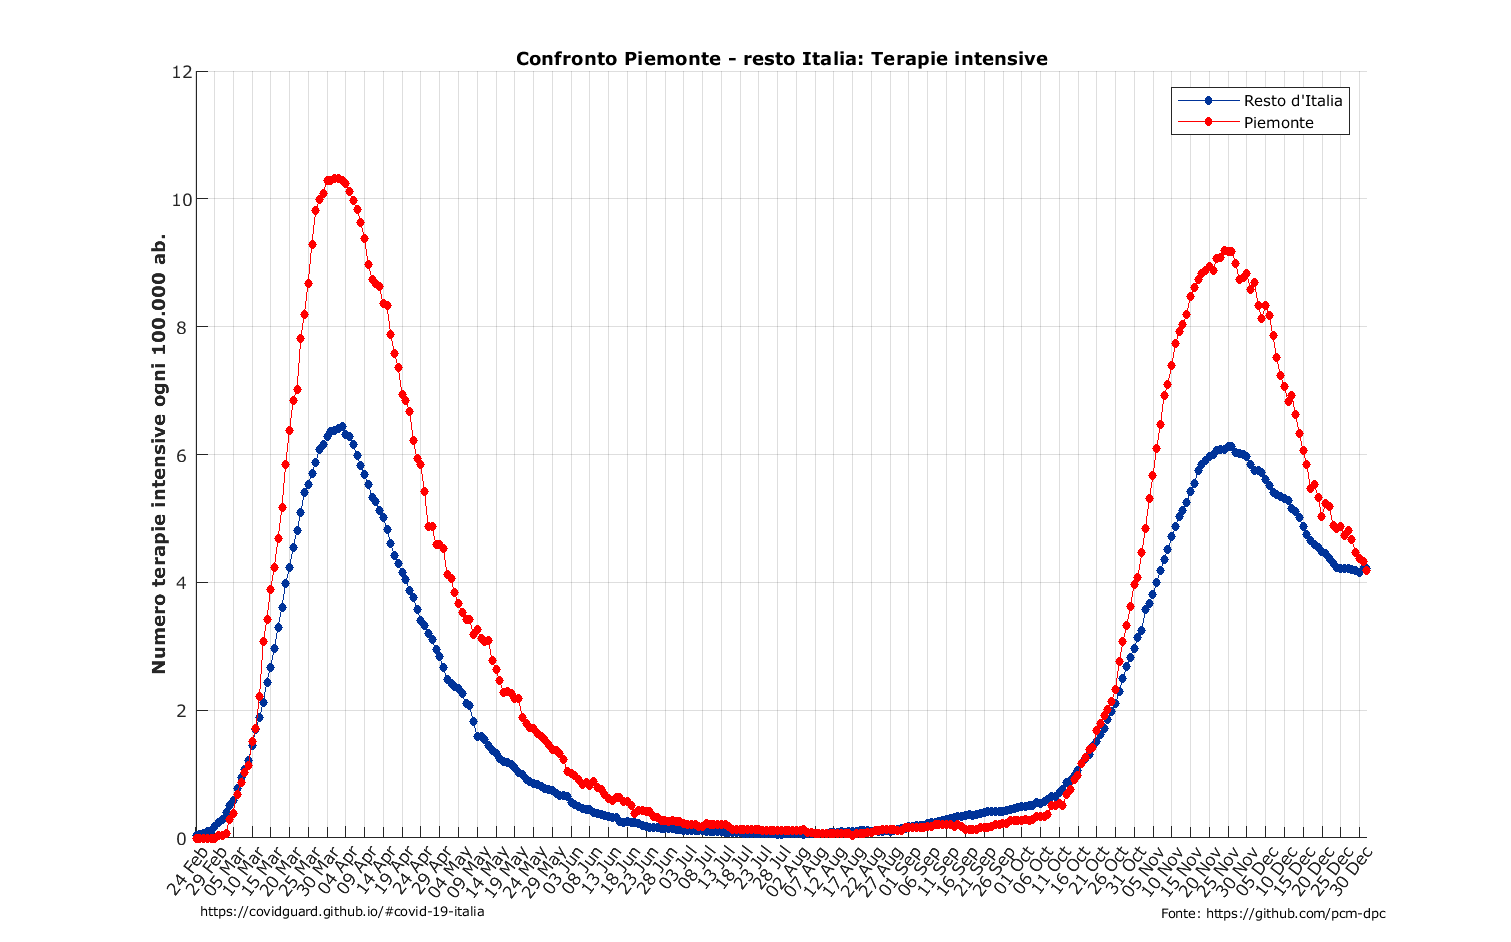 Confronto Piemonte - resto Italia: Terapie intensive
Resto d'Italia
Piemonte
Numero terapie intensive ogni 100.000 ab.
12
10
8
6
4
2
0
24 Feb
29 Feb
05 Mar
10 Mar
15 Mar
20 Mar
25 Mar
30 Mar
04 Apr
09 Apr
14 Apr
19 Apr
24 Apr
29 Apr
04 May
09 May
14 May
19 May
24 May
29 May
03 Jun
08 Jun
13 Jun
18 Jun
23 Jun
28 Jun
03 Jul
08 Jul
13 Jul
18 Jul
23 Jul
28 Jul
02 Aug
07 Aug
12 Aug
17 Aug
22 Aug
27 Aug
01 Sep
06 Sep
11 Sep
16 Sep
21 Sep
26 Sep
01 Oct
06 Oct
11 Oct
16 Oct
21 Oct
26 Oct
31 Oct
05 Nov
10 Nov
15 Nov
20 Nov
25 Nov
30 Nov
05 Dec
10 Dec
15 Dec
20 Dec
25 Dec
30 Dec
https://covidguard.github.io/#covid-19-italia
Fonte: https://github.com/pcm-dpc